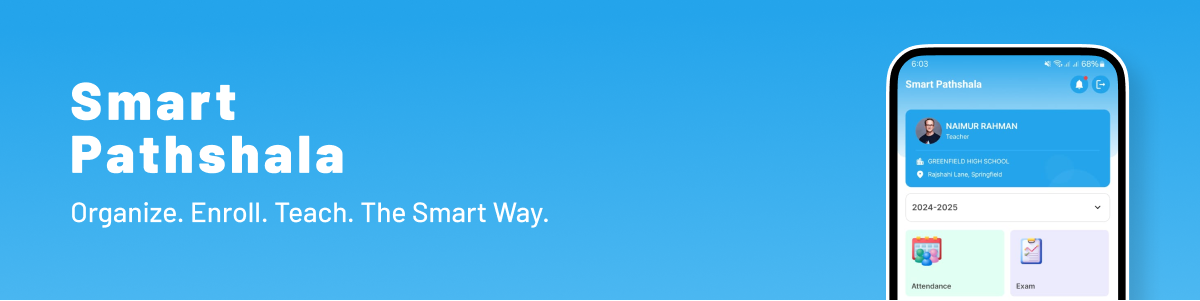 Smart
Pathshala
Organize. Enroll. Teach. The Smart Way.
6:03
68%
Smart Pathshala
NAIMUR RAHMAN
Teacher
GREENFIELD HIGH SCHOOL
Rajshahi Lane, Springfield
2024-2025
Attendance
Exam